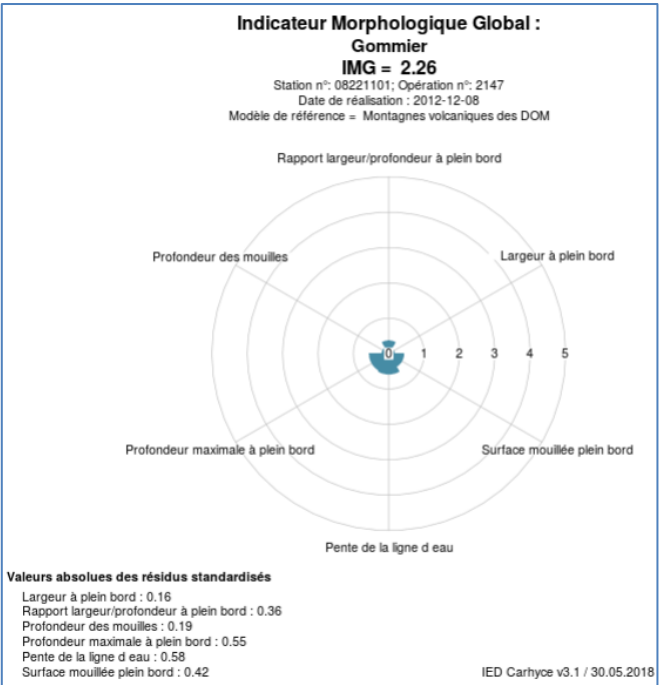 Indicateur Morphologique Global :
Gommier
IMG = 2.26
Station n°: 08221101; Opération n°: 2147
Date de réalisation : 2012-12-08
Modèle de référence = Montagnes volcaniques des DOM
Rapport largeur/profondeur à plein bord
Profondeur des mouilles
Largeur à plein bord
0 1 2 3 4 5
Profondeur maximale à plein bord
Surface mouillée plein bord
Pente de la ligne d eau
Valeurs absolues des résidus standardisés
Largeur à plein bord : 0.16
Rapport largeur/profondeur à plein bord : 0.36
Profondeur des mouilles : 0.19
Profondeur maximale à plein bord : 0.55
Pente de la ligne d eau : 0.58
Surface mouillée plein bord : 0.42
IED Carhyce v3.1 / 30.05.2018